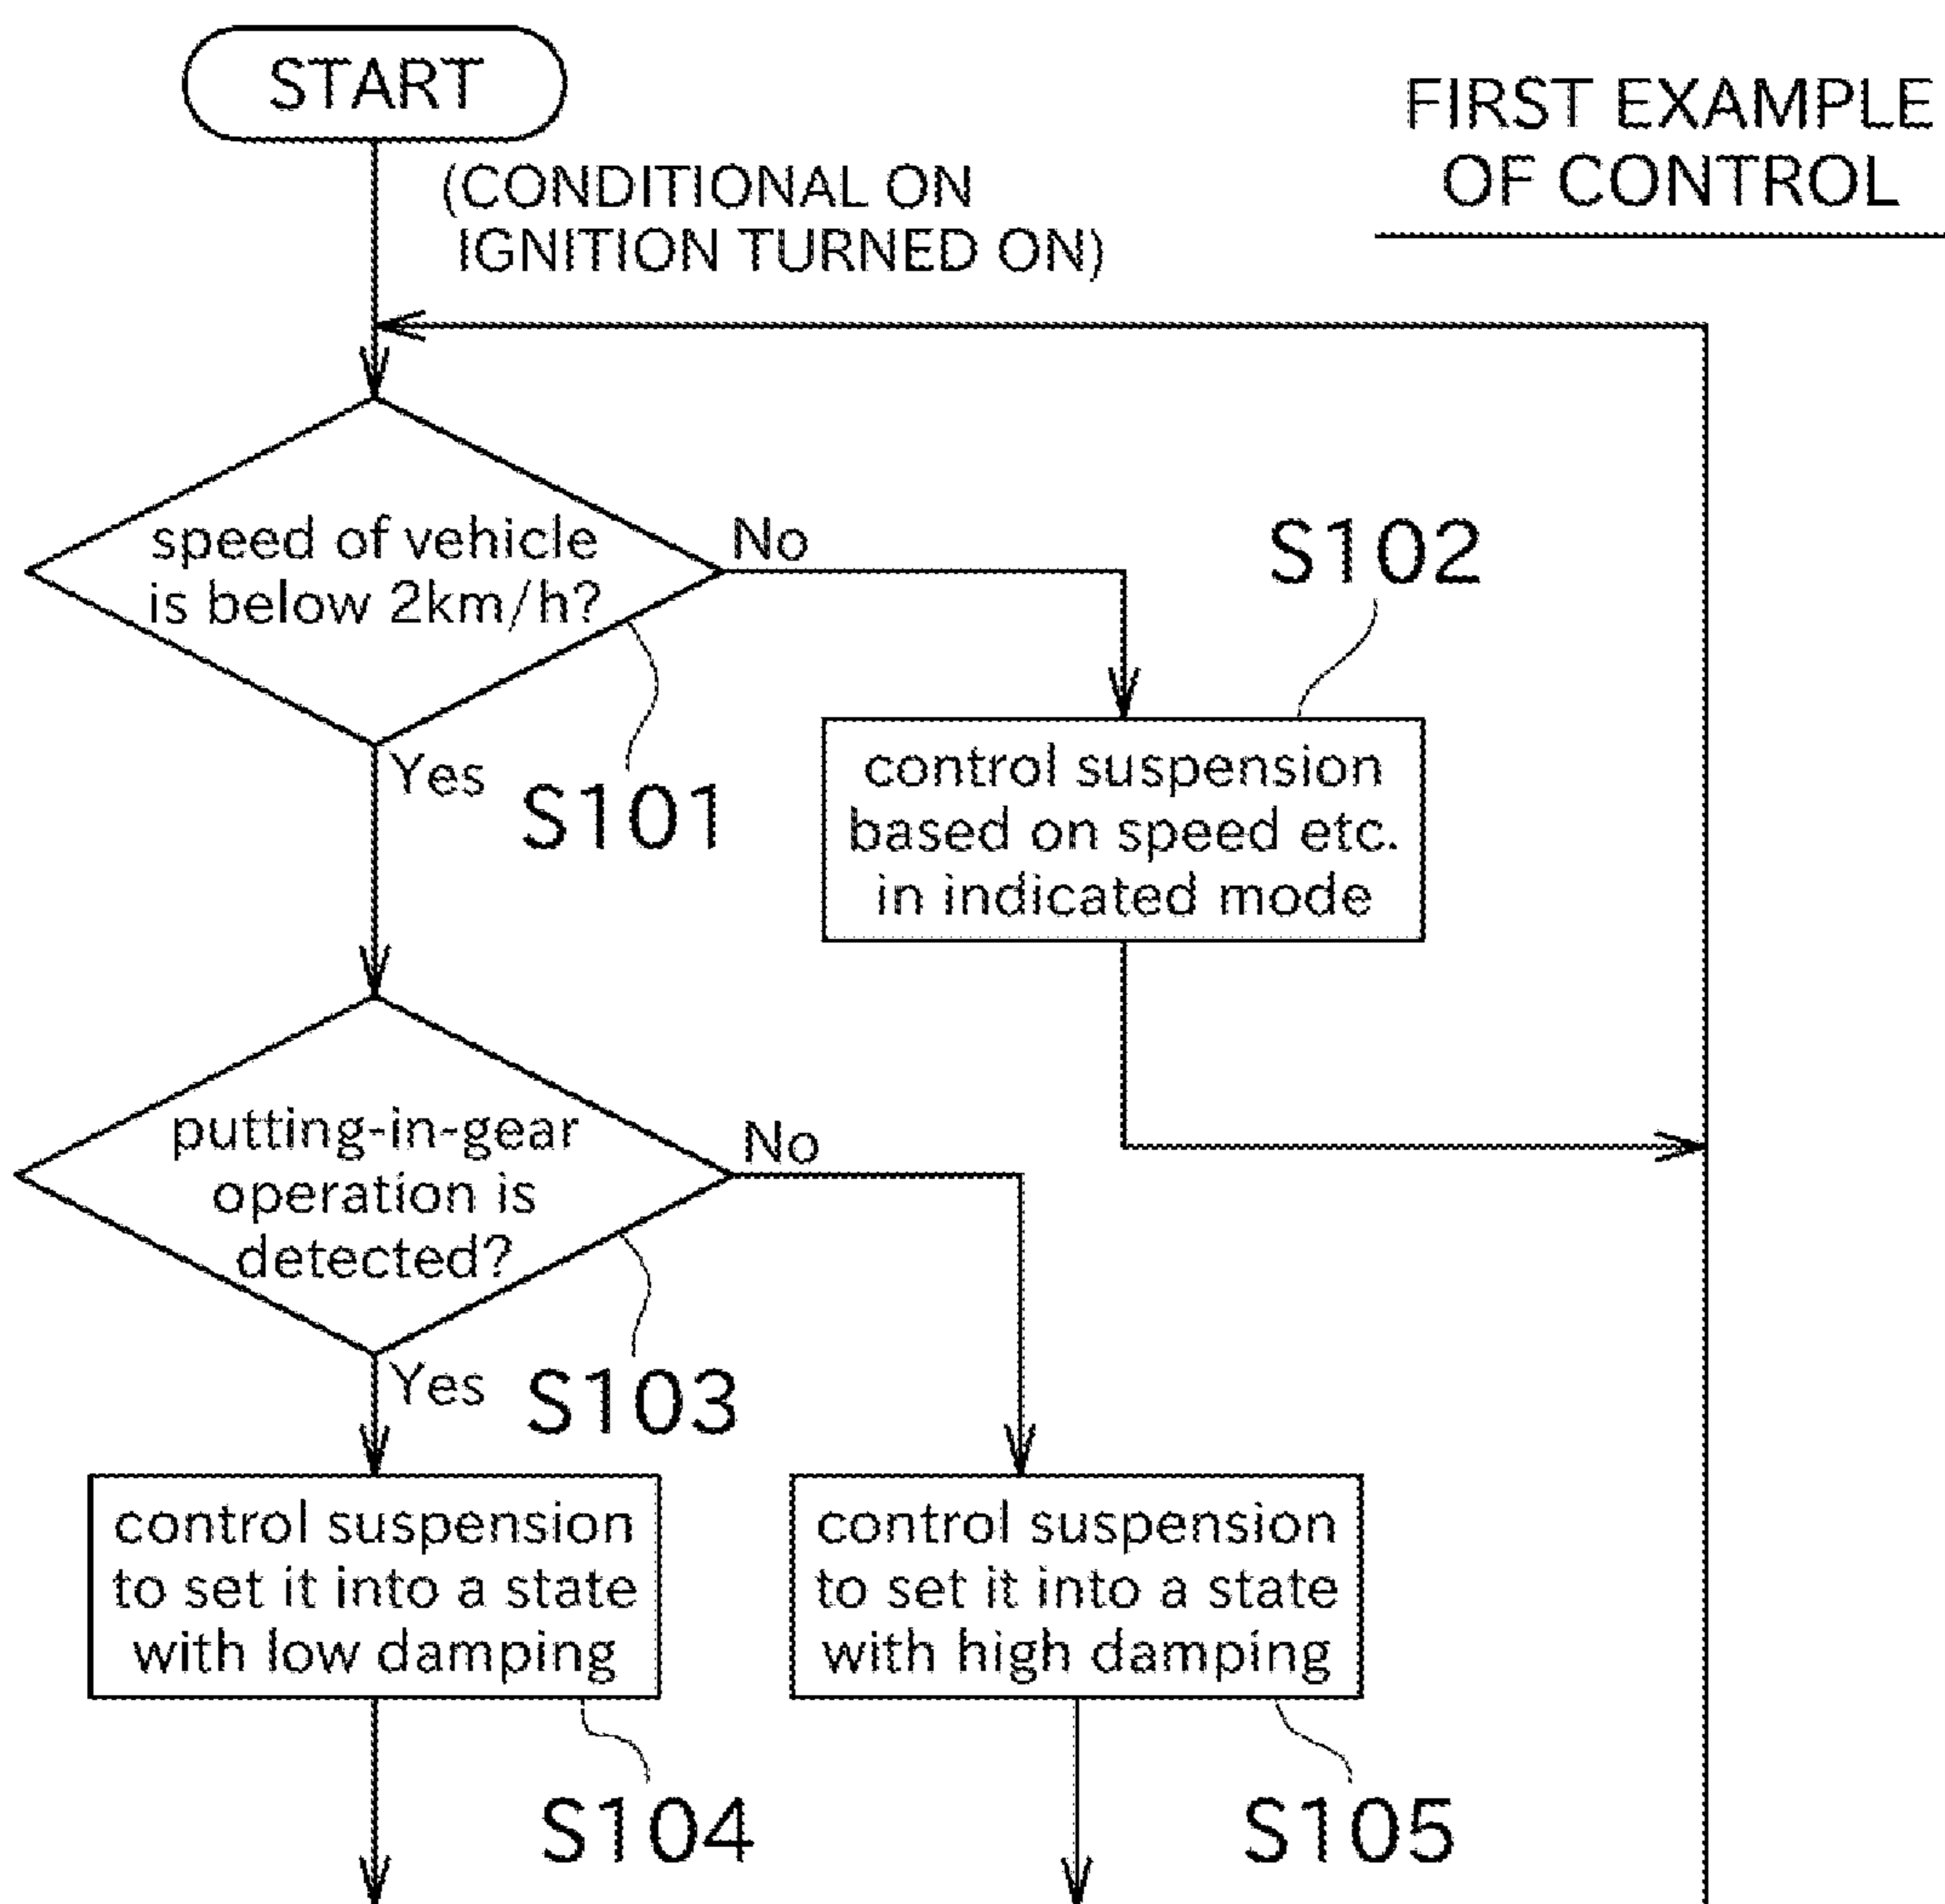 START
FIRST EXAMPLE
OF CONTROL
(CONDITIONAL ON
IGNITION TURNED ON)
speed of vehicle
is below 2km/h?
No
S102
Yes
S101
control suspension
based on speed etc.
in indicated mode
putting-in-gear
operation is
detected?
No
Yes
S103
control suspension
to set it into a state
with low damping
control suspension
to set it into a state
with high damping
S104
S105